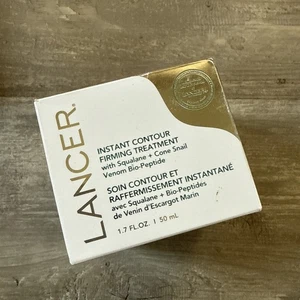 LANCER
INSTANT CONTOUR
FIRMING TREATMENT
with Squalane + Cone Snail
Venom Bio-Peptide
SOIN CONTOUR ET
RAFFERMISSEMENT INSTANTANÉ
avec Squalane + Bio-Peptides
de Venin d'Escargot Marin
1.7 FL.OZ. I 50 mL